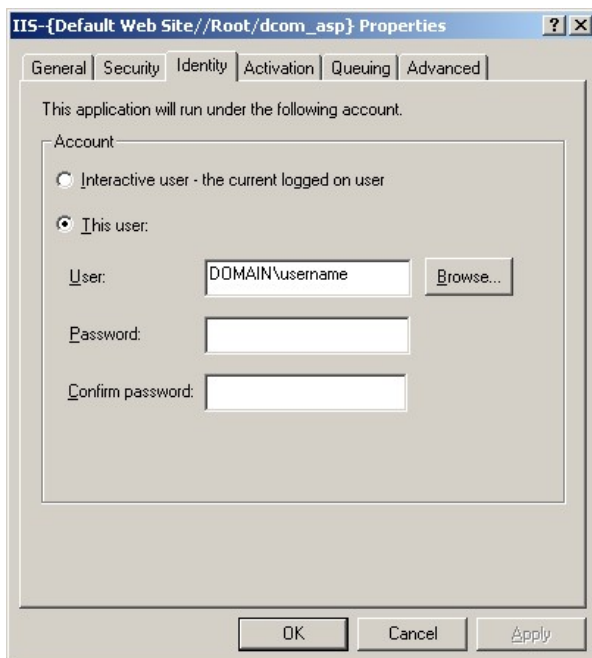 IIS-{Default Web Site//Root/dcom_asp} Properties
General Security Identity Activation Queuing Advanced
This application will run under the following account.
Account
Interactive user - the current logged on user
This user:
User: DOMAIN\username Browse...
Password:
Confirm password:
OK Cancel Apply